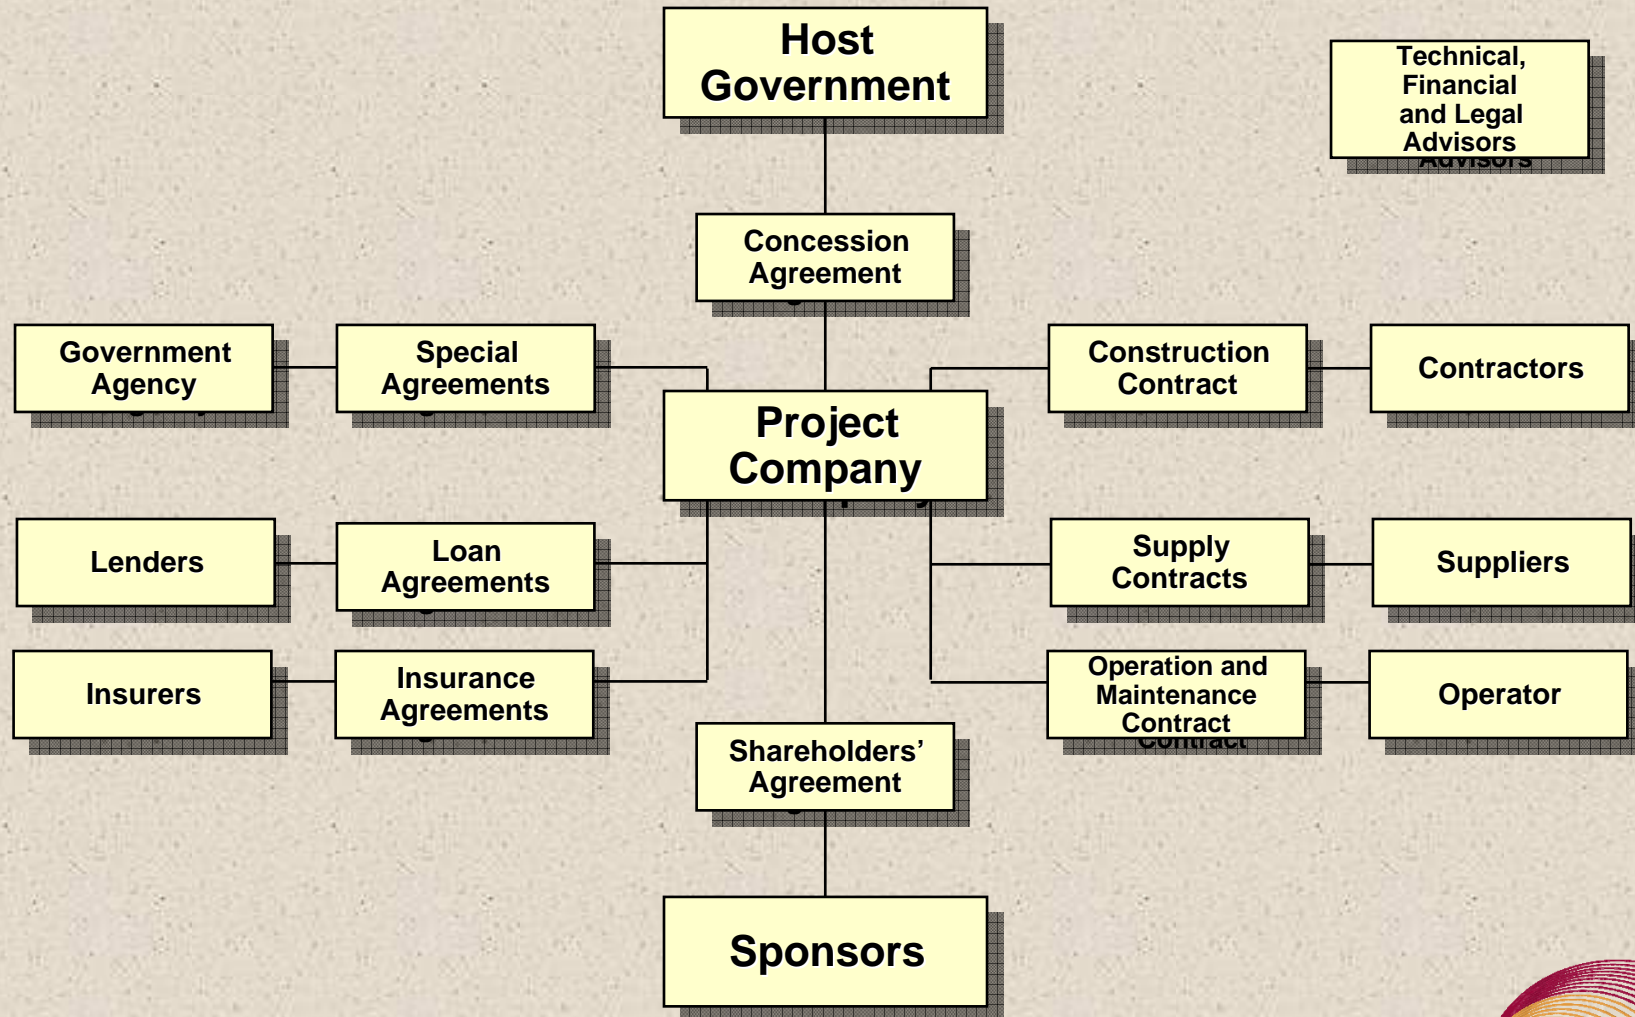 Host
Government
Technical,
Financial
and Legal
Advisors
Concession
Agreement
Government
Agency
Special
Agreements
Construction
Contract
Contractors
Project
Company
Lenders
Loan
Agreements
Supply
Contracts
Suppliers
Insurers
Insurance
Agreements
Operation and
Maintenance
Contract
Operator
Shareholders’
Agreement
Sponsors